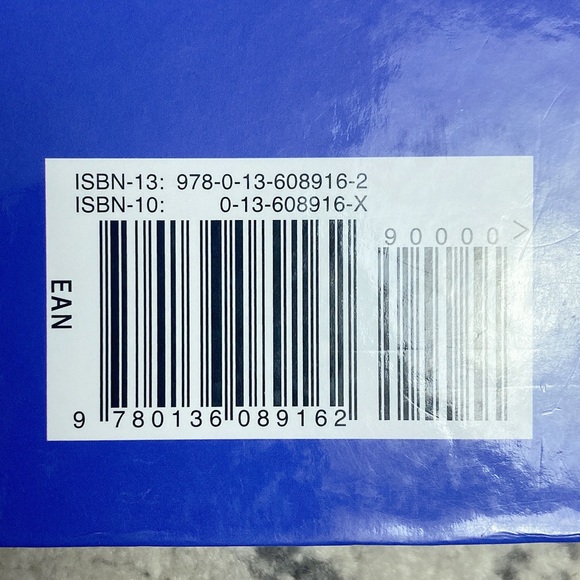 ISBN-13: 978-0-13-608916-2
ISBN-10: 0-13-608916-X
90000>
EAN
9 780136 089162